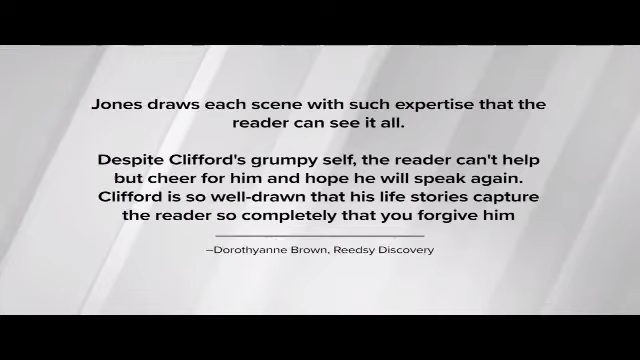 Jones draws each scene with such expertise that the
reader can see it all.
Despite Clifford's grumpy self, the reader can't help
but cheer for him and hope he will speak again.
Clifford is so well-drawn that his life stories capture
the reader so completely that you forgive him
–Dorothyanne Brown, Reedsy Discovery